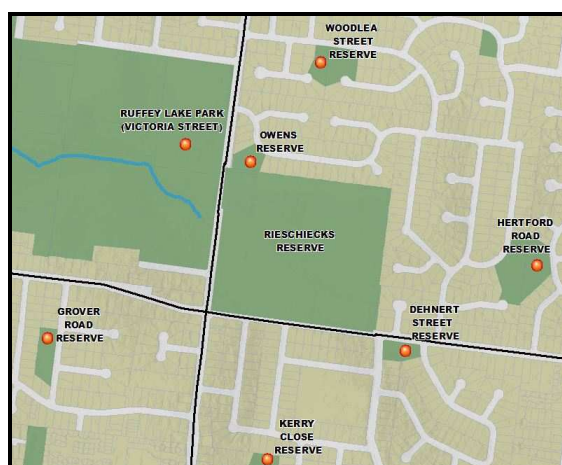 WOODLEA
STREET
RESERVE
RUFFEY LAKE PARK
(VICTORIA STREET)
OWENS
RESERVE
RIESCHIECKS
RESERVE
HERTFORD
ROAD
RESERVE
GROVER
ROAD
RESERVE
DEHNERT
STREET
RESERVE
KERRY
CLOSE
RESERVE